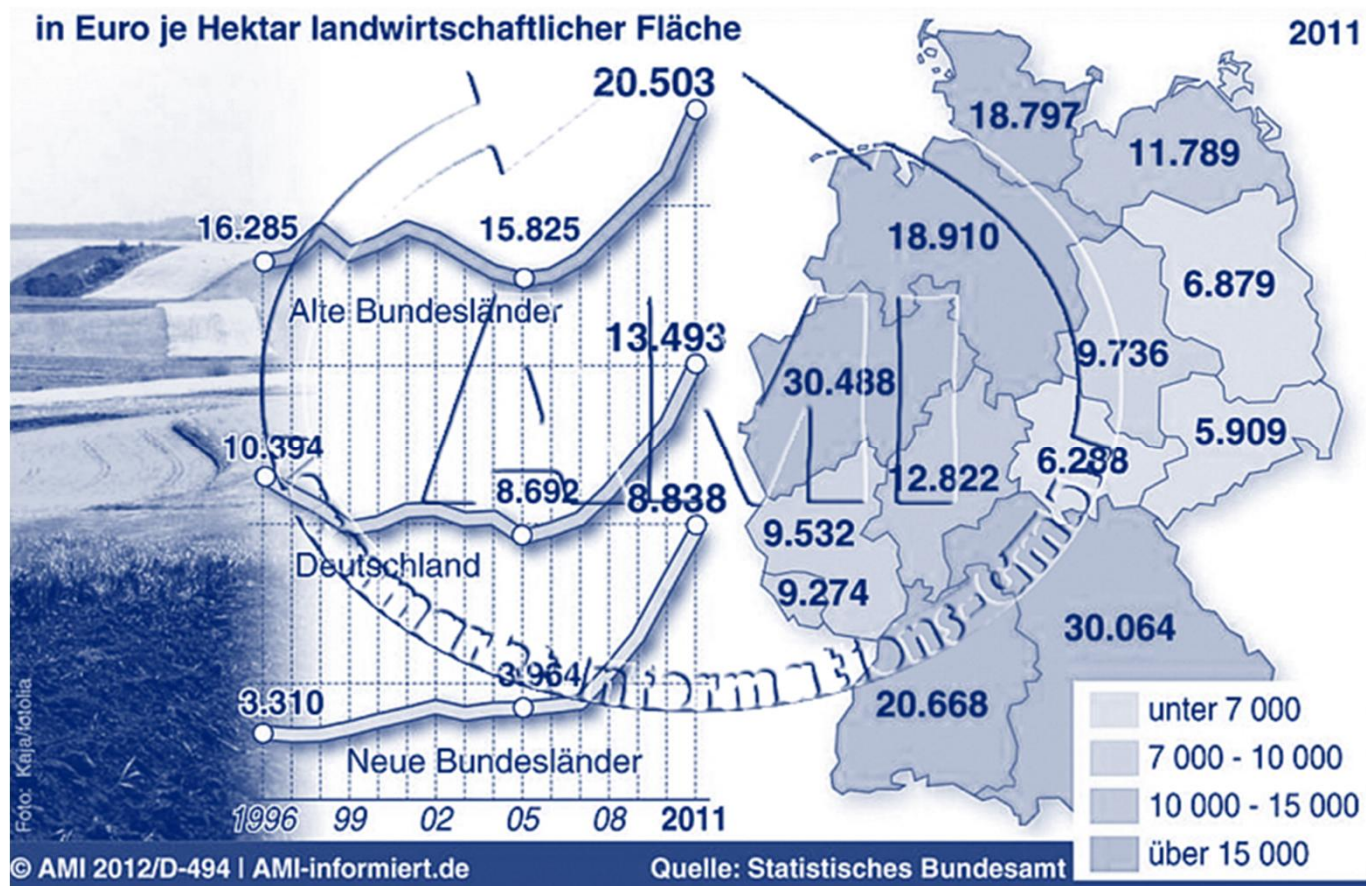 in Euro je Hektar landwirtschaftlicher Fläche
2011
20.503
16.285
15.825
Alte Bundesländer
13.493
10.394
8.692
8.838
Deutschland
3.964
3.310
Neue Bundesländer
1996 99 02 05 08 2011
18.797
11.789
18.910
6.879
9.736
30.488
5.909
6.288
12.822
9.532
9.274
30.064
20.668
unter 7 000
7 000 - 10 000
10 000 - 15 000
über 15 000
Foto: Kaja/fotolia
© AMI 2012/D-494 | AMI-informiert.de
Quelle: Statistisches Bundesamt